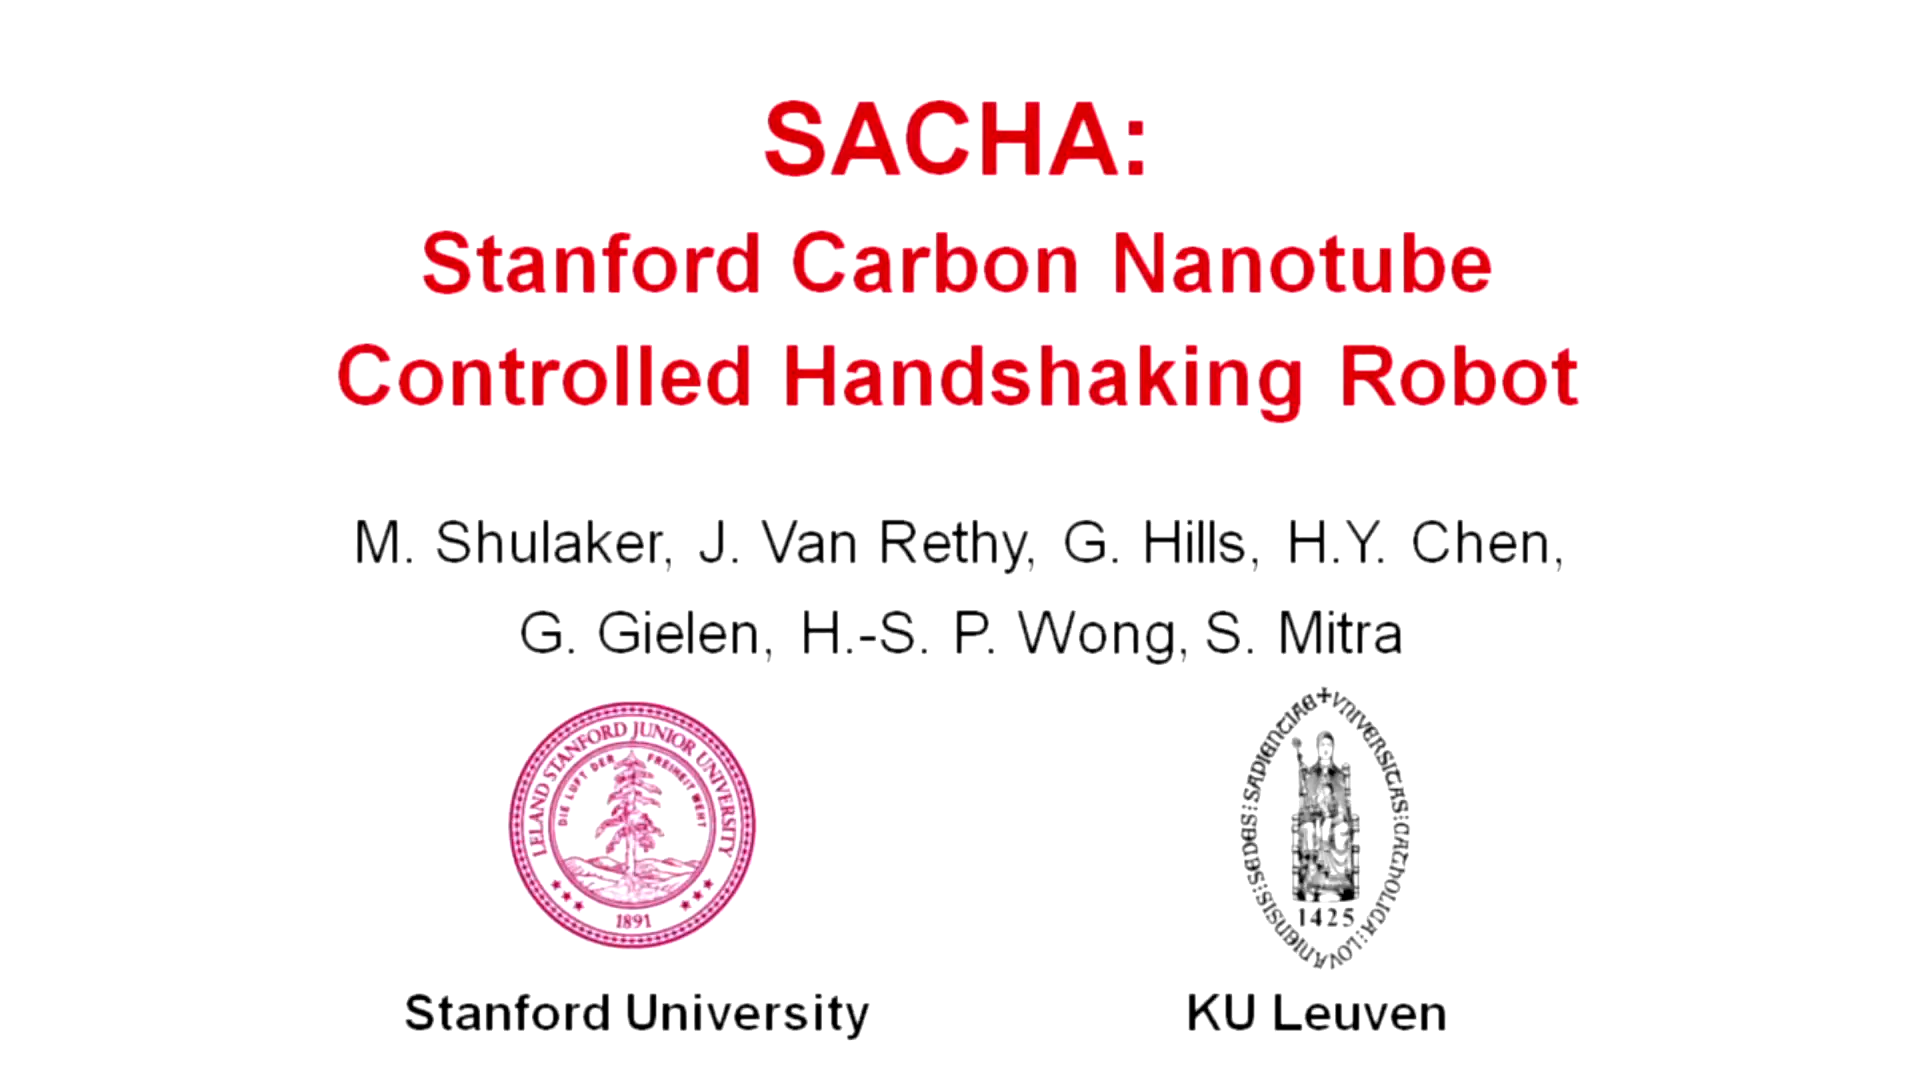 SACHA:
Stanford Carbon Nanotube
Controlled Handshaking Robot
M. Shulaker, J. Van Rethy, G. Hills, H.Y. Chen,
G. Gielen, H.-S. P. Wong, S. Mitra
LELAND STANFORD JUNIOR UNIVERSITY
DIE LUFT DER FREIHEIT WEHT
1891
UNIVERSITAS CATHOLICA LOVANIENSIS SEDES SAPIENTIAE
1425
Stanford University
KU Leuven